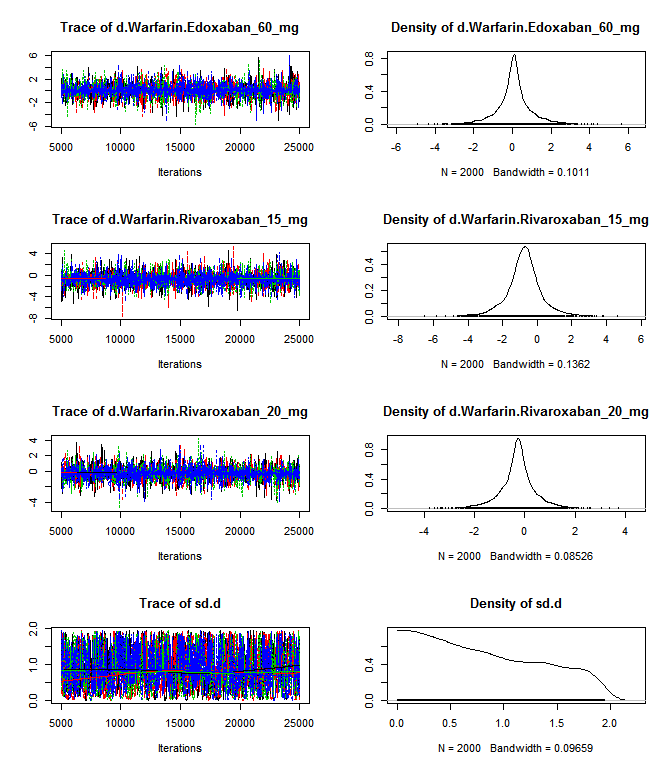 Trace of d.Warfarin.Edoxaban_60_mg
-6 -2 2 6
5000 10000 15000 20000 25000
Iterations
Density of d.Warfarin.Edoxaban_60_mg
0.0 0.4 0.8
-6 -4 -2 0 2 4 6
N = 2000 Bandwidth = 0.1011
Trace of d.Warfarin.Rivaroxaban_15_mg
-8 -4 0 4
5000 10000 15000 20000 25000
Iterations
Density of d.Warfarin.Rivaroxaban_15_mg
0.0 0.2 0.4
-8 -6 -4 -2 0 2 4 6
N = 2000 Bandwidth = 0.1362
Trace of d.Warfarin.Rivaroxaban_20_mg
-4 0 2 4
5000 10000 15000 20000 25000
Iterations
Density of d.Warfarin.Rivaroxaban_20_mg
0.0 0.4 0.8
-4 -2 0 2 4
N = 2000 Bandwidth = 0.08526
Trace of sd.d
0.0 1.0 2.0
5000 10000 15000 20000 25000
Iterations
Density of sd.d
0.0 0.4
0.0 0.5 1.0 1.5 2.0
N = 2000 Bandwidth = 0.09659